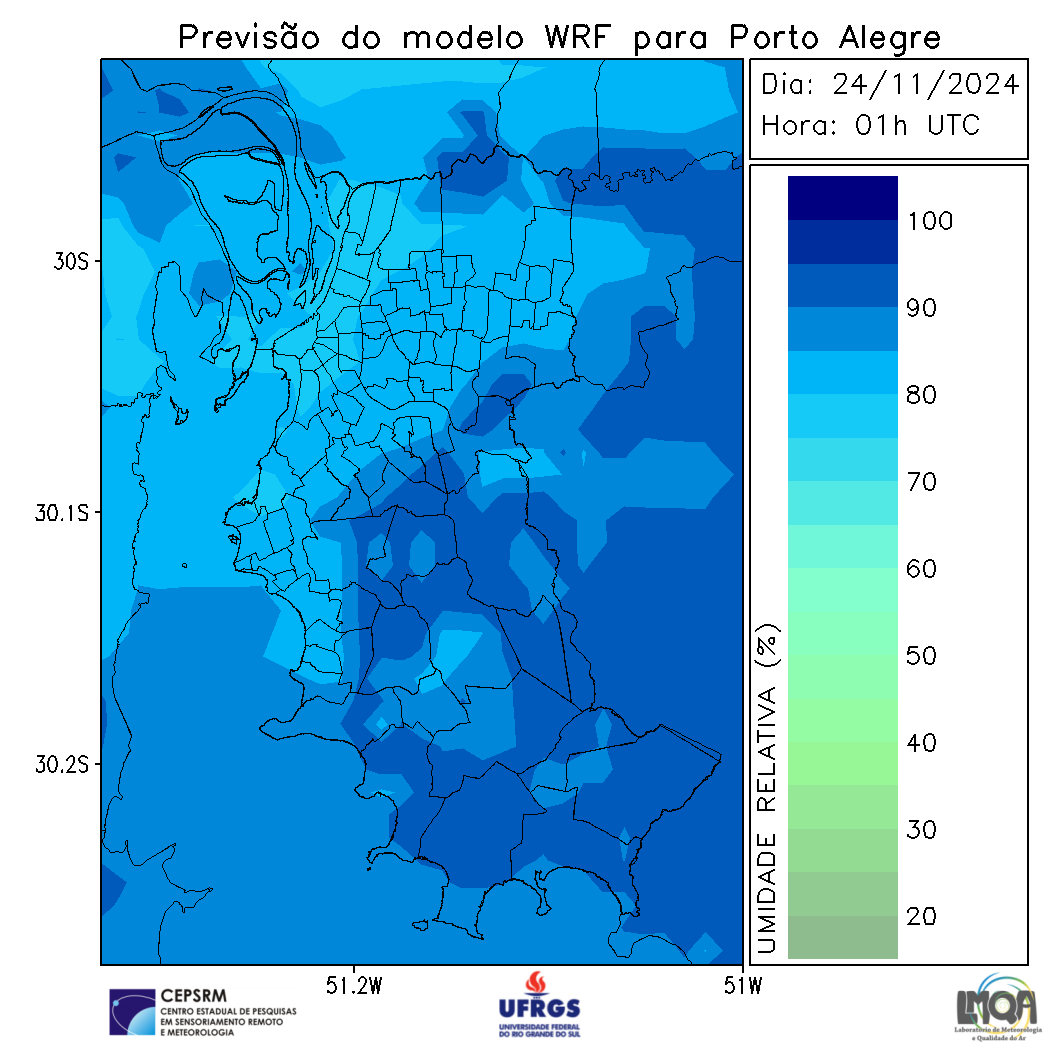 Previsão do modelo WRF para Porto Alegre
Dia: 24/11/2024
Hora: 01h UTC
30S
30.1S
30.2S
51.2W
51W
UMIDADE RELATIVA (%)
100
90
80
70
60
50
40
30
20
CEPSRM
CENTRO ESTADUAL DE PESQUISAS
EM SENSORIAMENTO REMOTO
E METEOROLOGIA
UFRGS
UNIVERSIDADE FEDERAL
DO RIO GRANDE DO SUL
LMQA
Laboratório de Meteorologia
e Qualidade do Ar